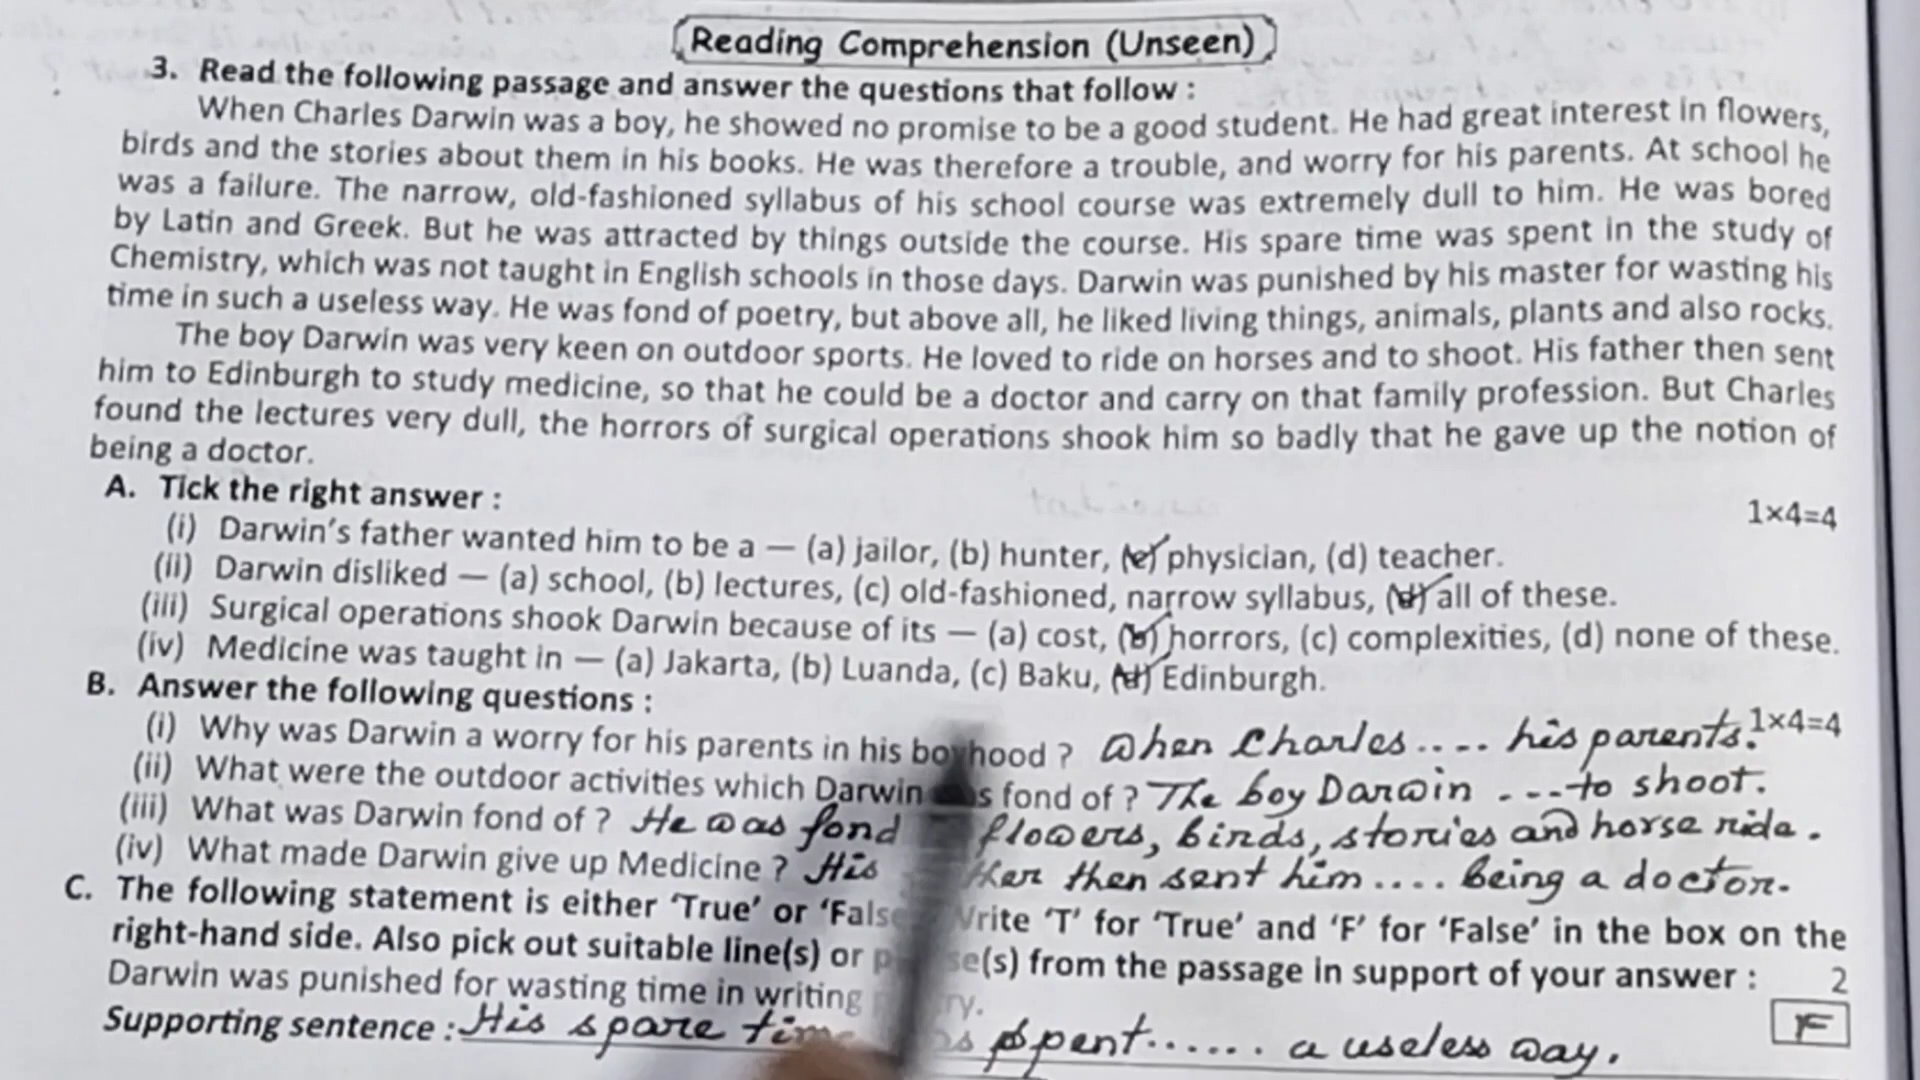 Reading Comprehension (Unseen)
3. Read the following passage and answer the questions that follow :
When Charles Darwin was a boy, he showed no promise to be a good student. He had great interest in flowers,
birds and the stories about them in his books. He was therefore a trouble, and worry for his parents. At school he
was a failure. The narrow, old-fashioned syllabus of his school course was extremely dull to him. He was bored
by Latin and Greek. But he was attracted by things outside the course. His spare time was spent in the study of
Chemistry, which was not taught in English schools in those days. Darwin was punished by his master for wasting his
time in such a useless way. He was fond of poetry, but above all, he liked living things, animals, plants and also rocks.
The boy Darwin was very keen on outdoor sports. He loved to ride on horses and to shoot. His father then sent
him to Edinburgh to study medicine, so that he could be a doctor and carry on that family profession. But Charles
found the lectures very dull, the horrors of surgical operations shook him so badly that he gave up the notion of
being a doctor.
A. Tick the right answer : 1×4=4
(i) Darwin's father wanted him to be a — (a) jailor, (b) hunter, (c) physician, (d) teacher.
(ii) Darwin disliked — (a) school, (b) lectures, (c) old-fashioned, narrow syllabus, (d) all of these.
(iii) Surgical operations shook Darwin because of its — (a) cost, (b) horrors, (c) complexities, (d) none of these.
(iv) Medicine was taught in — (a) Jakarta, (b) Luanda, (c) Baku, (d) Edinburgh.
B. Answer the following questions : 1×4=4
(i) Why was Darwin a worry for his parents in his boyhood ? When Charles.... his parents.
(ii) What were the outdoor activities which Darwin fond of ? The boy Darwin ....to shoot.
(iii) What was Darwin fond of ? He was fond flowers, birds, stories and horse ride.
(iv) What made Darwin give up Medicine ? His then sent him.... being a doctor.
C. The following statement is either 'True' or 'False Write 'T' for 'True' and 'F' for 'False' in the box on the
right-hand side. Also pick out suitable line(s) or from the passage in support of your answer : 2
Darwin was punished for wasting time in writing F
Supporting sentence : His spare time spent...... a useless way.